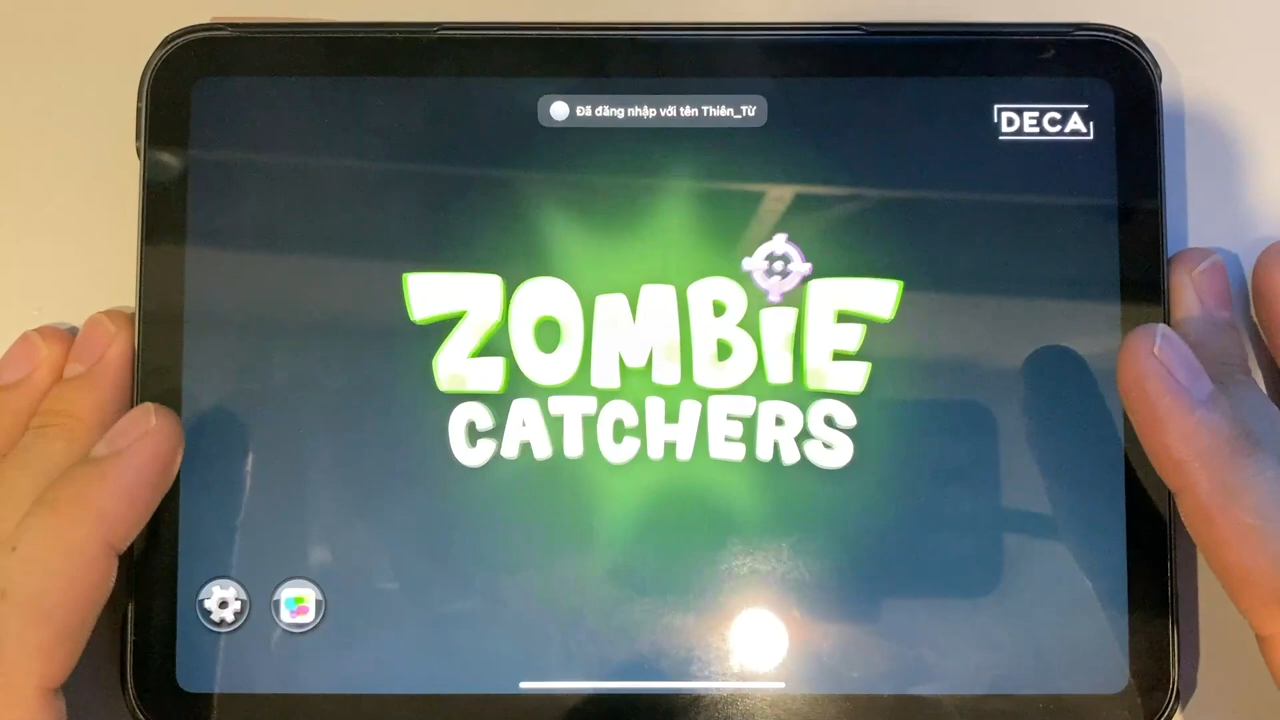 Đã đăng nhập với tên Thiên_Từ
DECA
ZOMBIE
CATCHERS